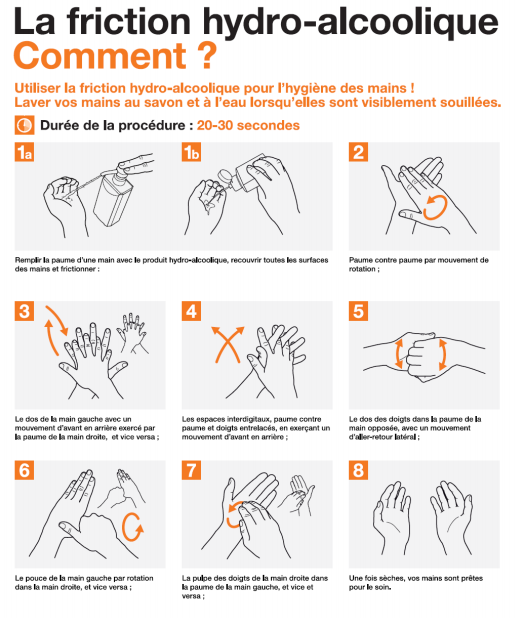 La friction hydro-alcoolique
Comment ?
Utiliser la friction hydro-alcoolique pour l'hygiène des mains !
Laver vos mains au savon et à l'eau lorsqu'elles sont visiblement souillées.
Durée de la procédure : 20-30 secondes
1a
1b
2
Remplir la paume d'une main avec le produit hydro-alcoolique, recouvrir toutes les surfaces
des mains et frictionner :
Paume contre paume par mouvement de
rotation ;
3
4
5
Le dos de la main gauche avec un
mouvement d'avant en arrière exercé par
la paume de la main droite, et vice versa ;
Les espaces interdigitaux, paume contre
paume et doigts entrelacés, en exerçant un
mouvement d'avant en arrière ;
Le dos des doigts dans la paume de la
main opposée, avec un mouvement
d'aller-retour latéral ;
6
7
8
Le pouce de la main gauche par rotation
dans la main droite, et vice versa ;
La pulpe des doigts de la main droite dans
la paume de la main gauche, et vice et
versa ;
Une fois sèches, vos mains sont prêtes
pour le soin.